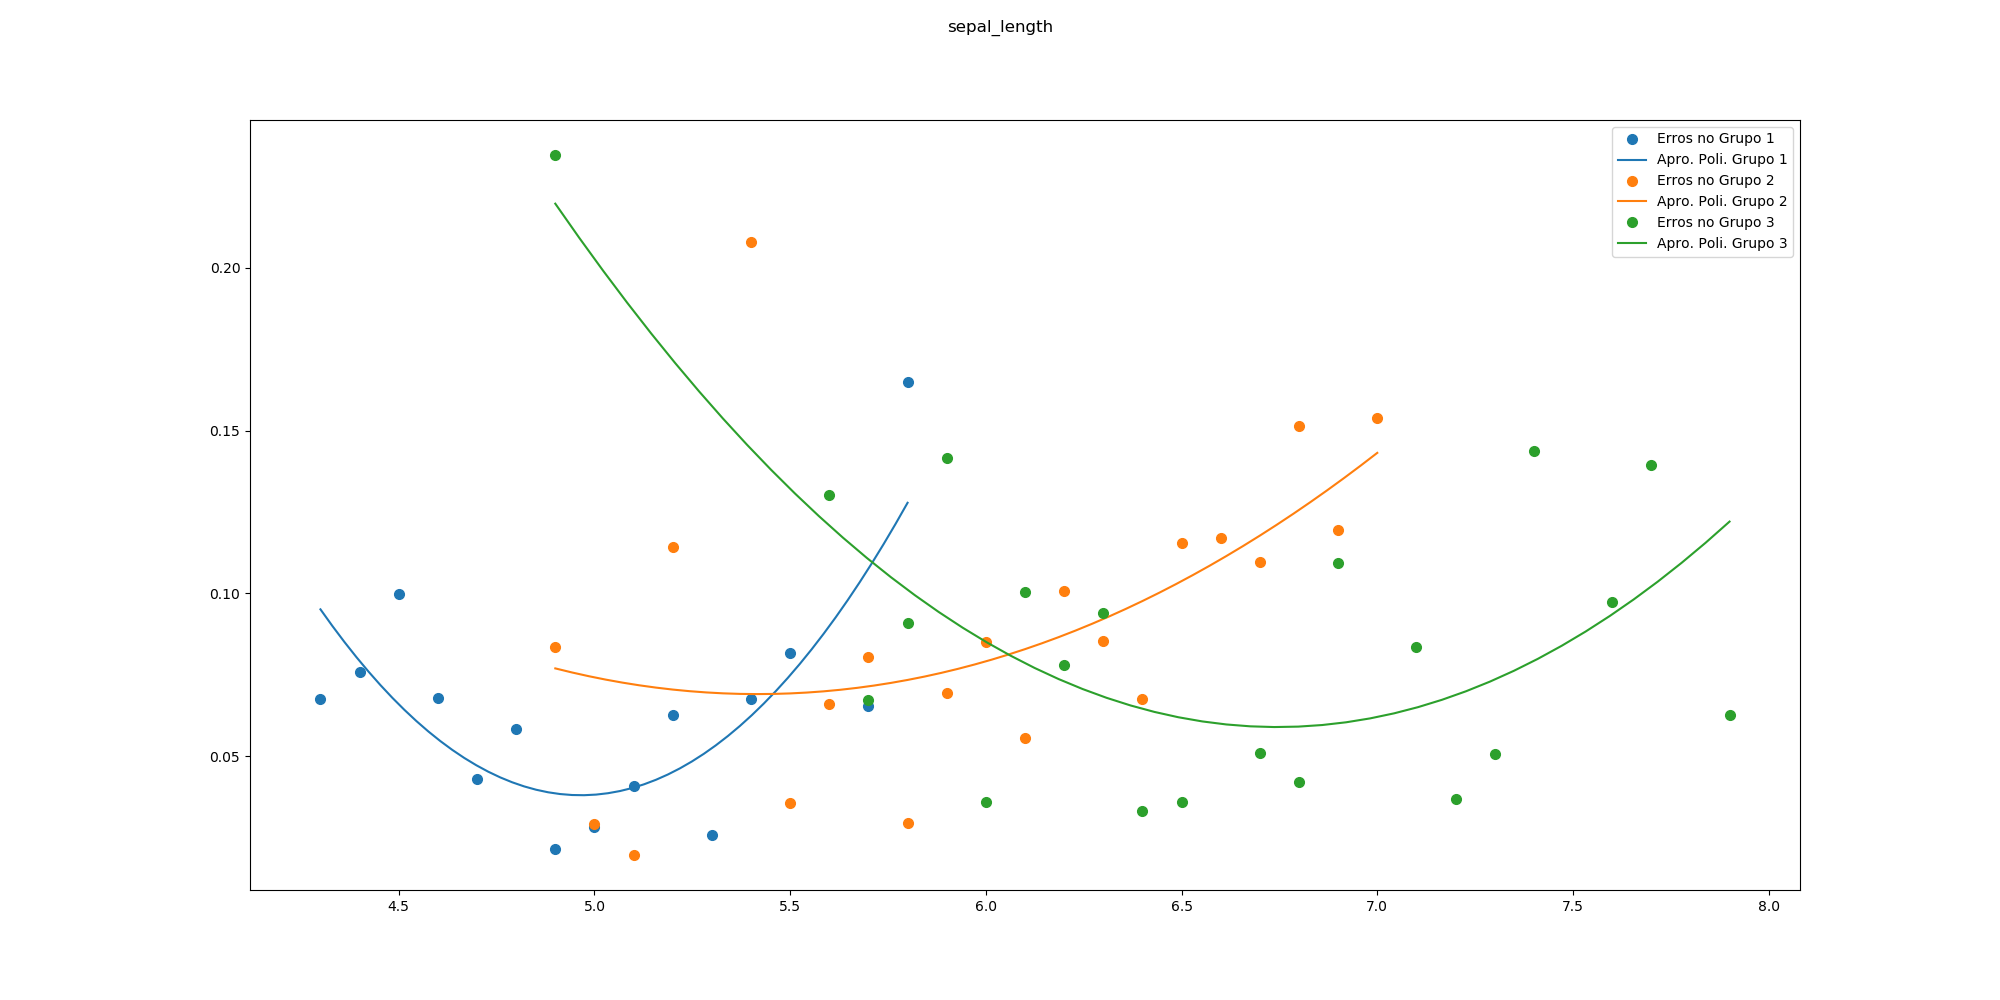 sepal_length
Erros no Grupo 1
Apro. Poli. Grupo 1
Erros no Grupo 2
Apro. Poli. Grupo 2
Erros no Grupo 3
Apro. Poli. Grupo 3
0.20
0.15
0.10
0.05
4.5 5.0 5.5 6.0 6.5 7.0 7.5 8.0